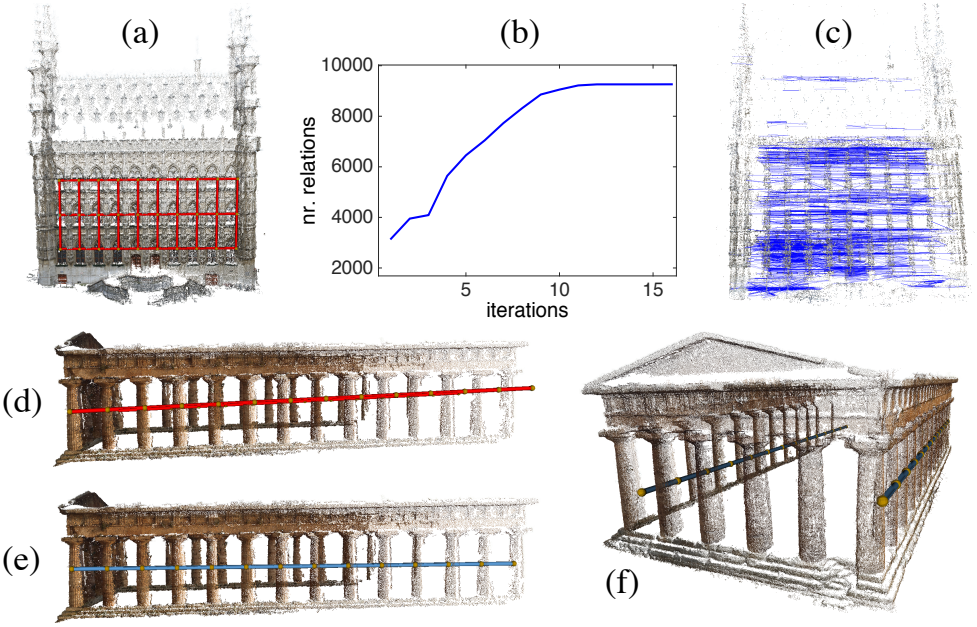 (a)
(b)
(c)
10000
8000
6000
4000
2000
nr. relations
5
10
15
iterations
(d)
(e)
(f)